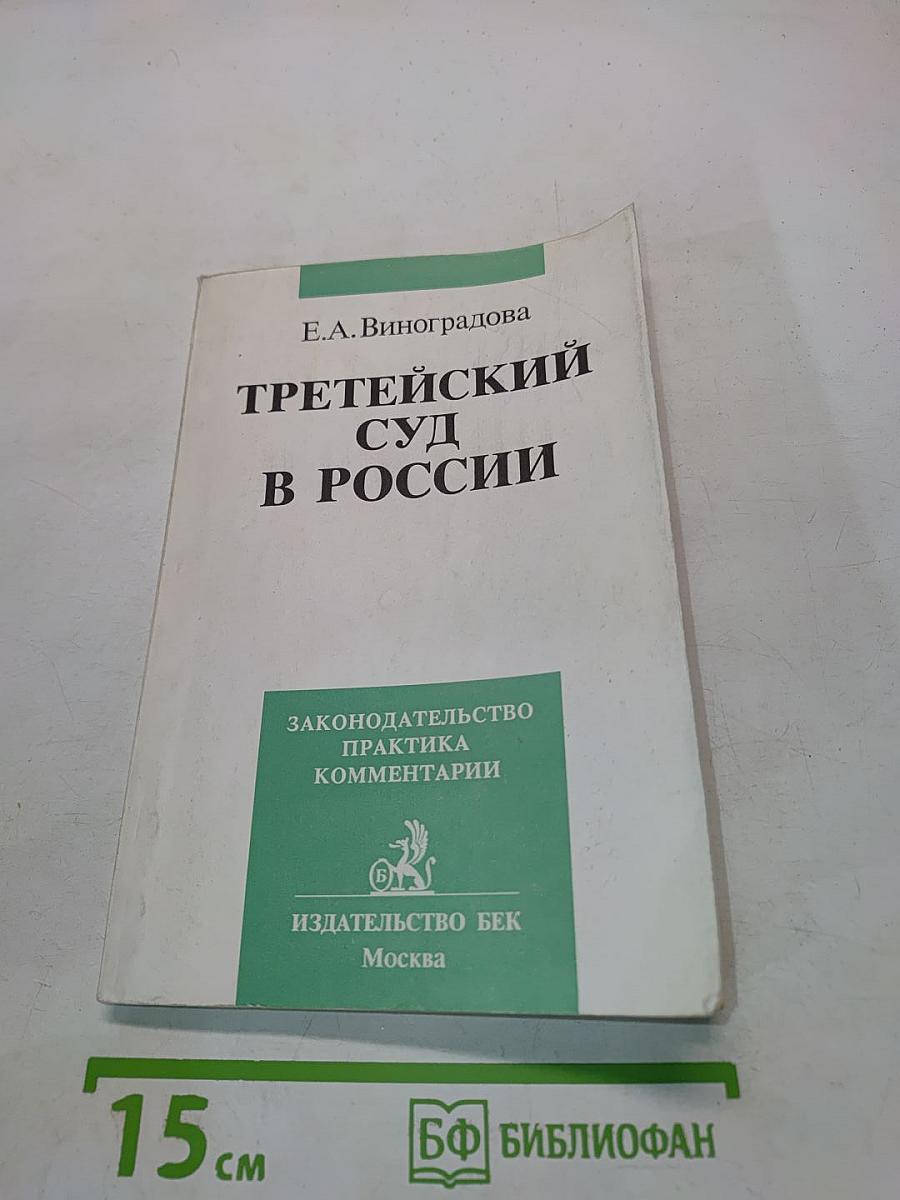 Е.А.Виноградова
ТРЕТЕЙСКИЙ
СУД
В РОССИИ
ЗАКОНОДАТЕЛЬСТВО
ПРАКТИКА
КОММЕНТАРИИ
Б
ИЗДАТЕЛЬСТВО БЕК
Москва
15 см
БФ БИБЛИОФАН